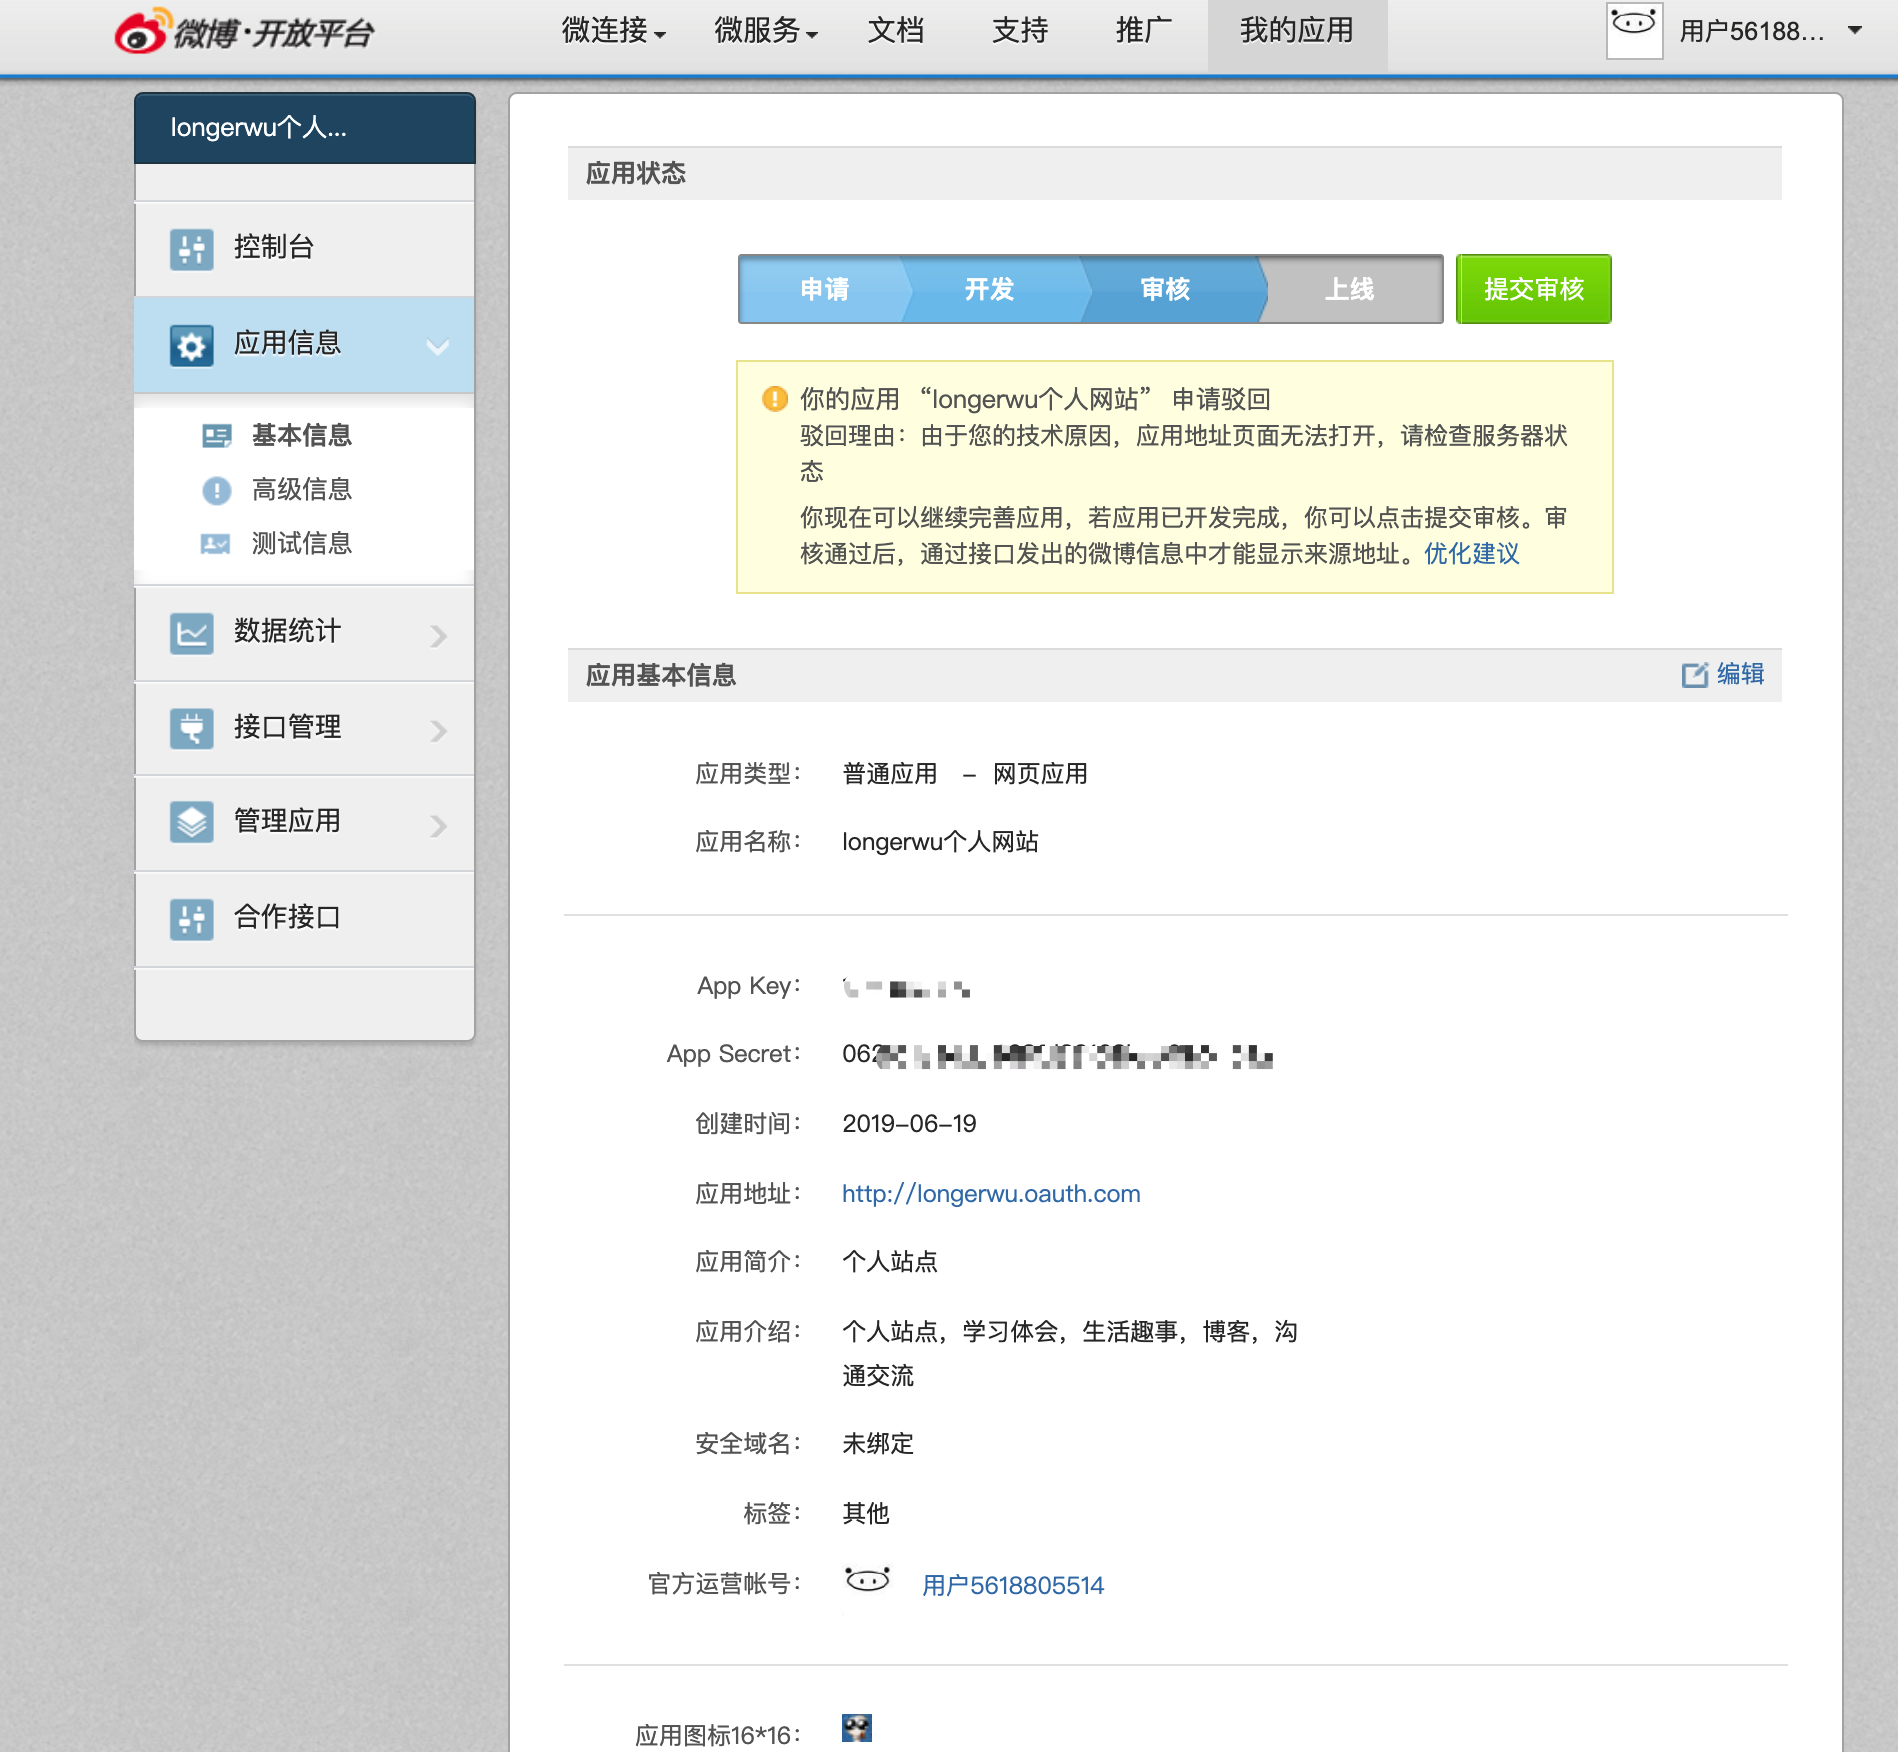 微博·开放平台
微连接
微服务
文档
支持
推广
我的应用
用户56188...
longerwu个人...
控制台
应用信息
基本信息
高级信息
测试信息
数据统计
接口管理
管理应用
合作接口
应用状态
申请
开发
审核
上线
提交审核
你的应用 “longerwu个人网站” 申请驳回
驳回理由：由于您的技术原因，应用地址页面无法打开，请检查服务器状
态
你现在可以继续完善应用，若应用已开发完成，你可以点击提交审核。审
核通过后，通过接口发出的微博信息中才能显示来源地址。优化建议
应用基本信息
编辑
应用类型： 普通应用 － 网页应用
应用名称： longerwu个人网站
App Key：
App Secret： 062
创建时间： 2019-06-19
应用地址： http://longerwu.oauth.com
应用简介： 个人站点
应用介绍： 个人站点，学习体会，生活趣事，博客，沟
通交流
安全域名： 未绑定
标签： 其他
官方运营帐号： 用户5618805514
应用图标16*16：